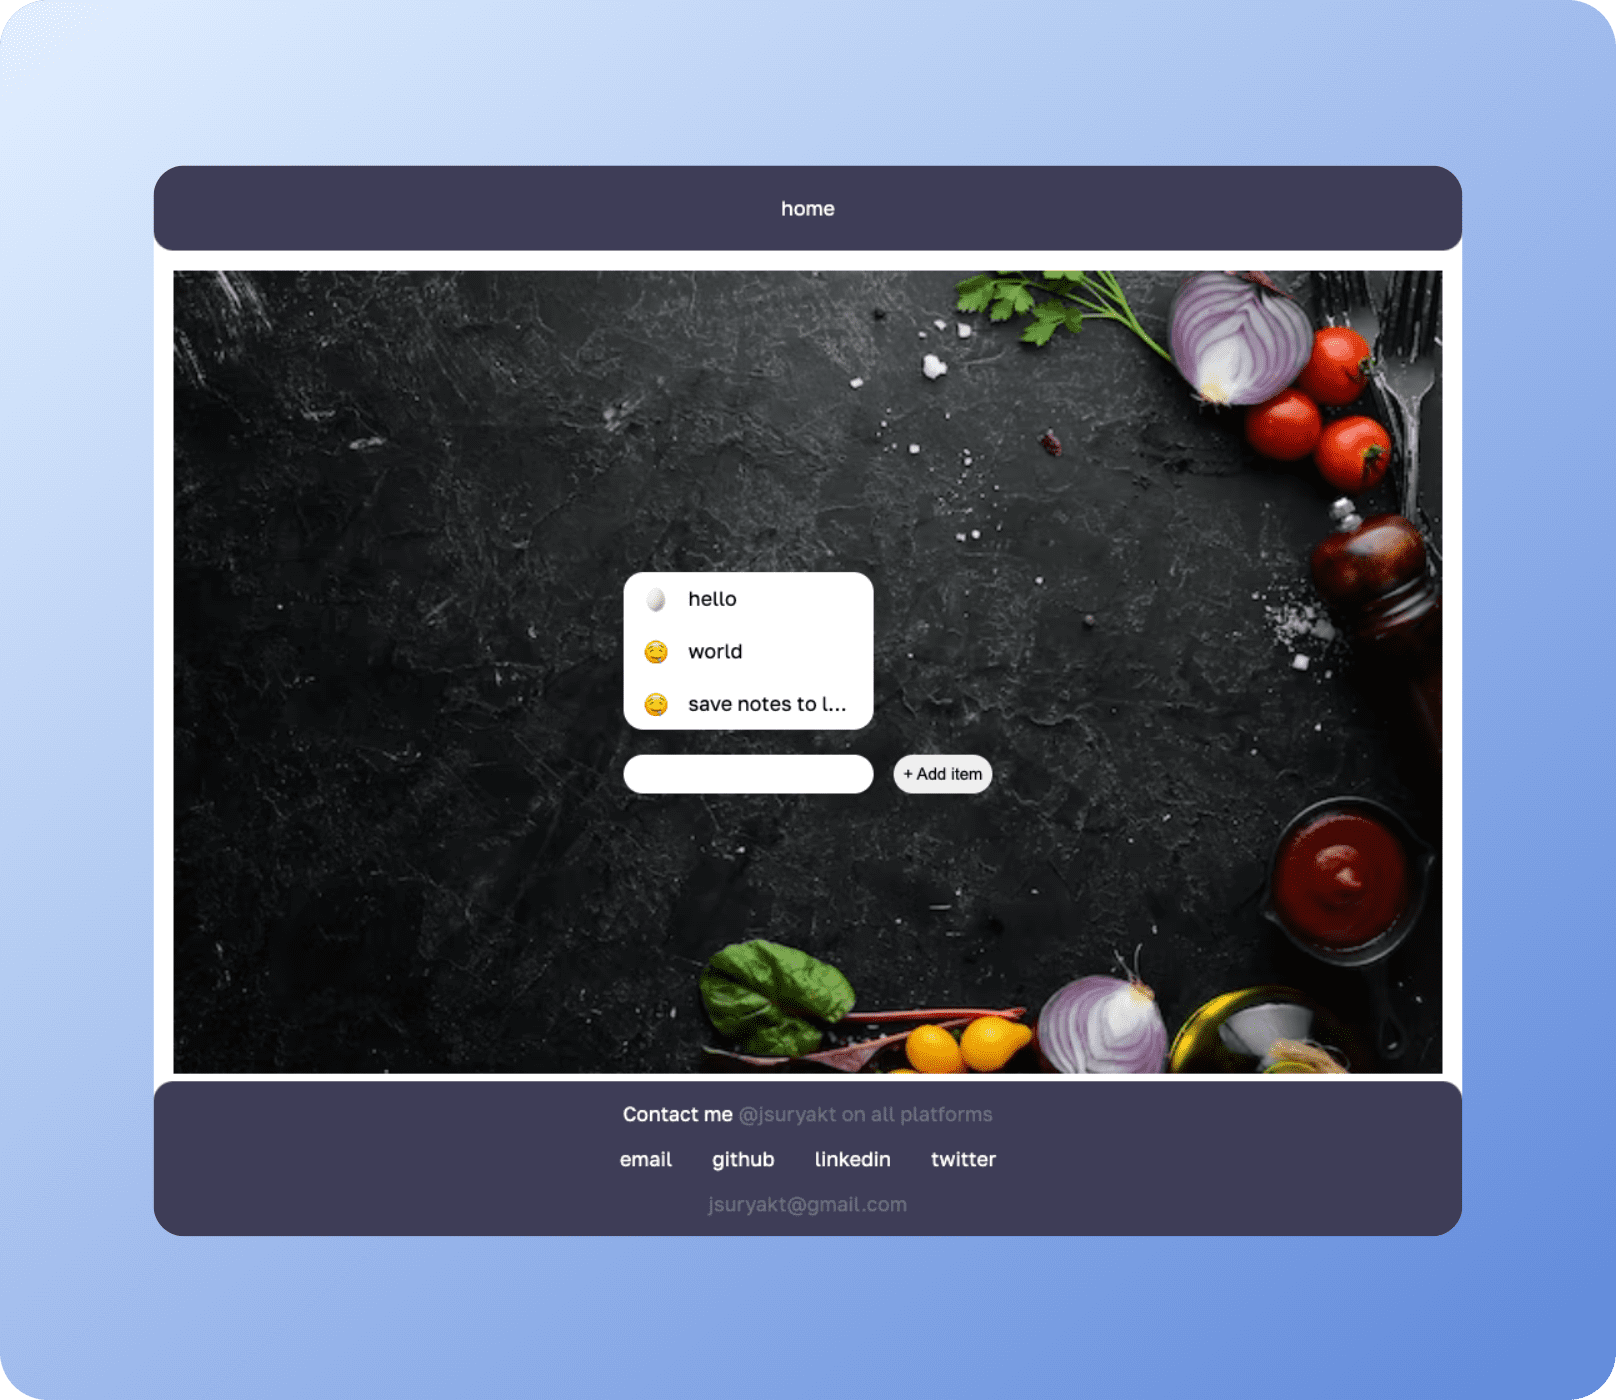 home
hello
world
save notes to l...
+ Add item
Contact me @jsuryakt on all platforms
email github linkedin twitter
jsuryakt@gmail.com